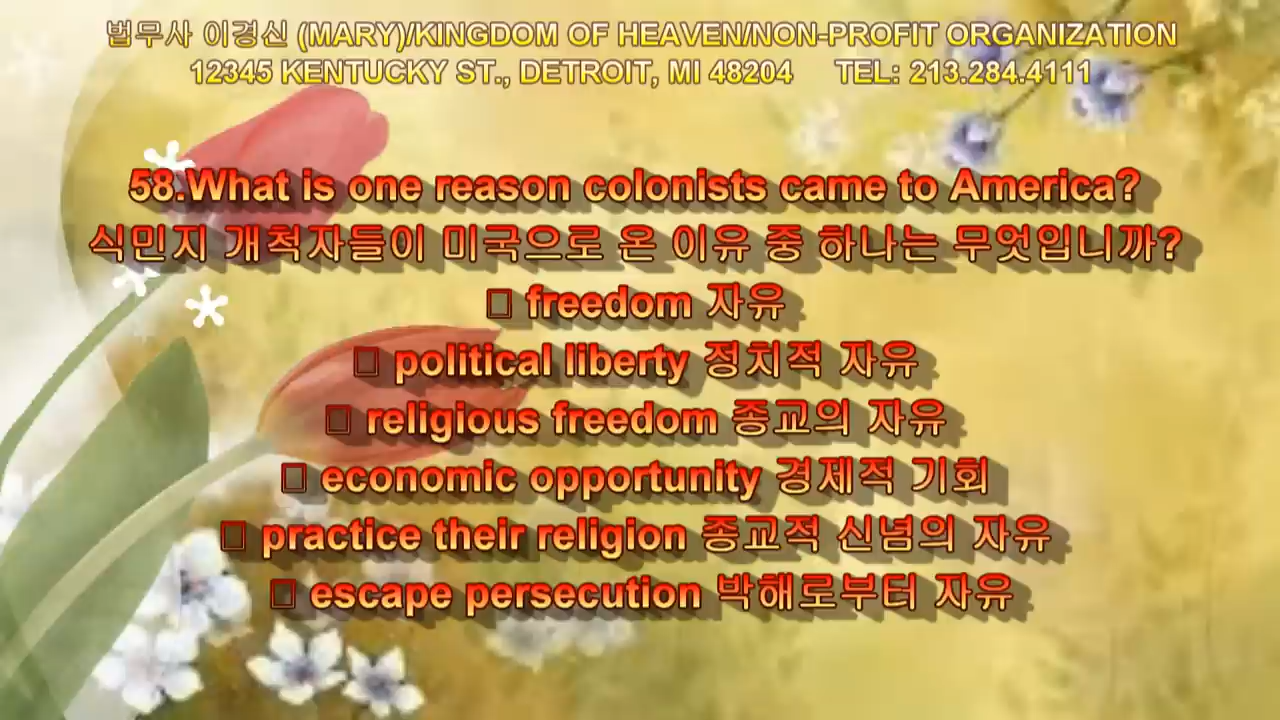 법무사 이경신 (MARY)/KINGDOM OF HEAVEN/NON-PROFIT ORGANIZATION
12345 KENTUCKY ST., DETROIT, MI 48204 TEL: 213.284.4111
58.What is one reason colonists came to America?
식민지 개척자들이 미국으로 온 이유 중 하나는 무엇입니까?
□ freedom 자유
□ political liberty 정치적 자유
□ religious freedom 종교의 자유
□ economic opportunity 경제적 기회
□ practice their religion 종교적 신념의 자유
□ escape persecution 박해로부터 자유